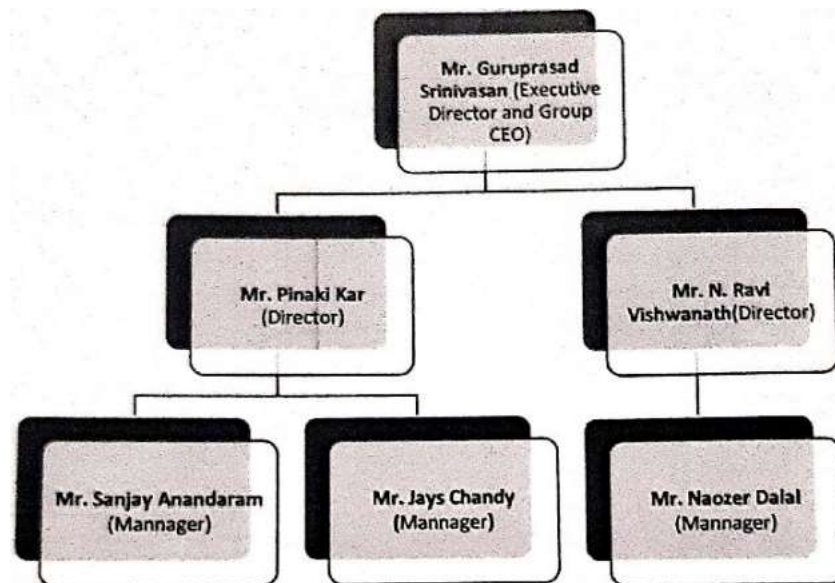 Mr. Guruprasad
Srinivasan (Executive
Director and Group
CEO)
Mr. Pinaki Kar
(Director)
Mr. N. Ravi
Vishwanath(Director)
Mr. Sanjay Anandaram
(Mannager)
Mr. Jays Chandy
(Mannager)
Mr. Naozer Dalal
(Mannager)